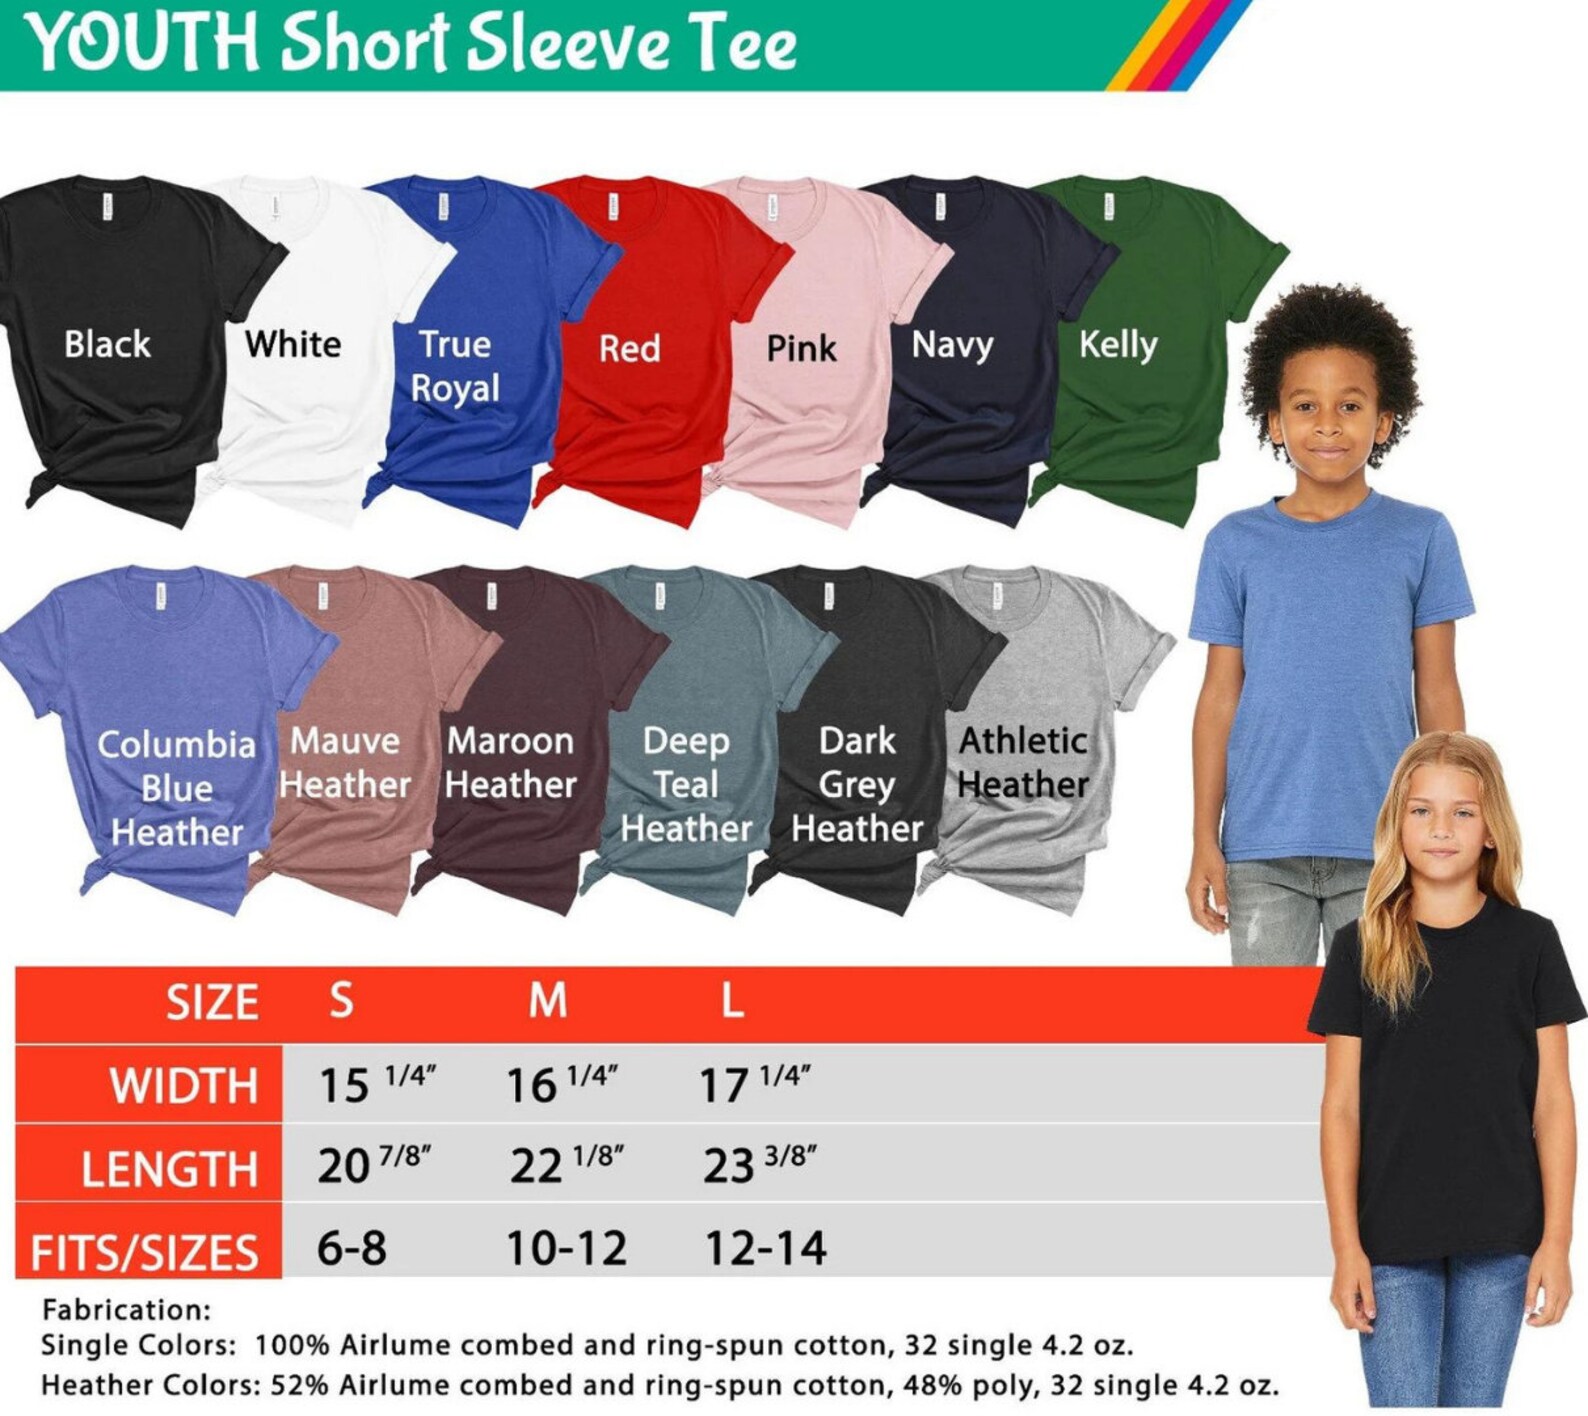 YOUTH Short Sleeve Tee
Black
White
True
Royal
Red
Pink
Navy
Kelly
Columbia
Blue
Heather
Mauve
Heather
Maroon
Heather
Deep
Teal
Heather
Dark
Grey
Heather
Athletic
Heather
SIZE S M L
WIDTH 15 1/4” 16 1/4” 17 1/4”
LENGTH 20 7/8” 22 1/8” 23 3/8”
FITS/SIZES 6-8 10-12 12-14
Fabrication:
Single Colors: 100% Airlume combed and ring-spun cotton, 32 single 4.2 oz.
Heather Colors: 52% Airlume combed and ring-spun cotton, 48% poly, 32 single 4.2 oz.